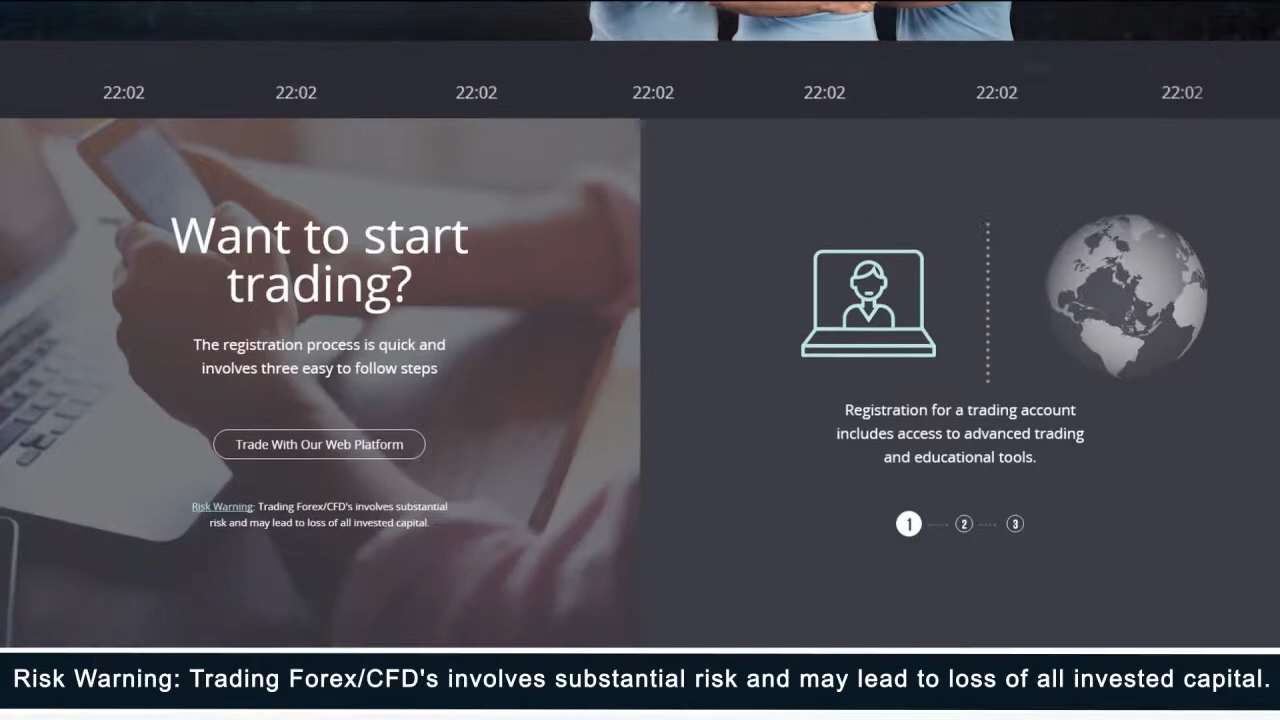 22:02 22:02 22:02 22:02 22:02 22:02 22:02
Want to start
trading?
The registration process is quick and
involves three easy to follow steps
Trade With Our Web Platform
Risk Warning: Trading Forex/CFD's involves substantial
risk and may lead to loss of all invested capital.
Registration for a trading account
includes access to advanced trading
and educational tools.
1 2 3
Risk Warning: Trading Forex/CFD's involves substantial risk and may lead to loss of all invested capital.